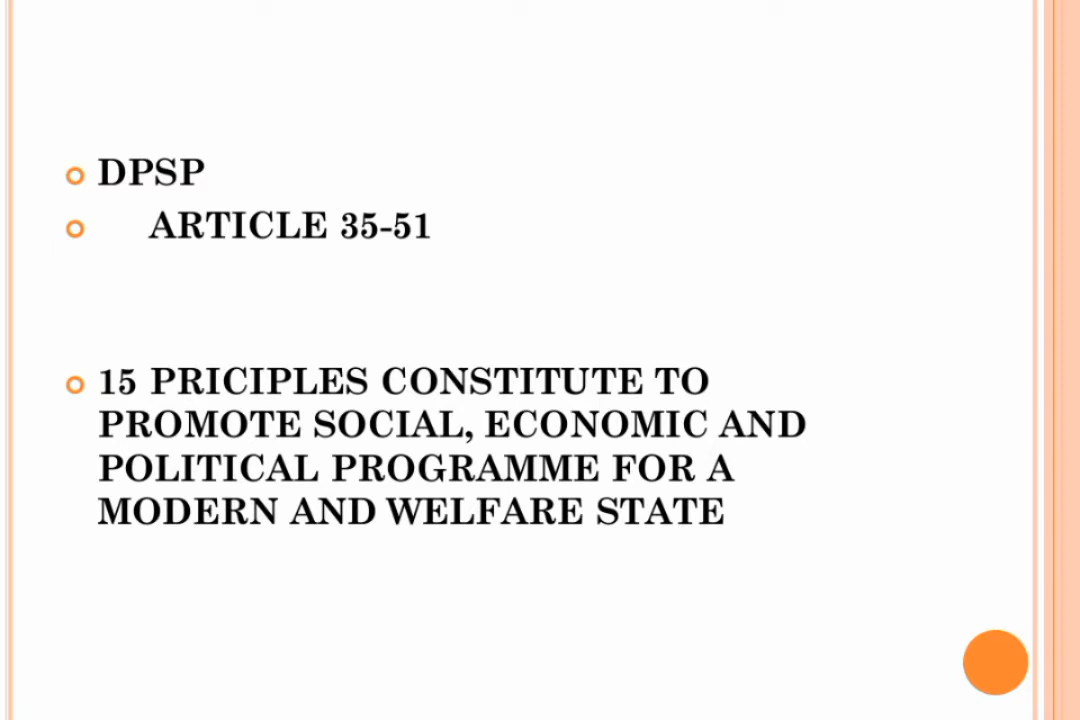 DPSP
ARTICLE 35-51
15 PRICIPLES CONSTITUTE TO
PROMOTE SOCIAL, ECONOMIC AND
POLITICAL PROGRAMME FOR A
MODERN AND WELFARE STATE